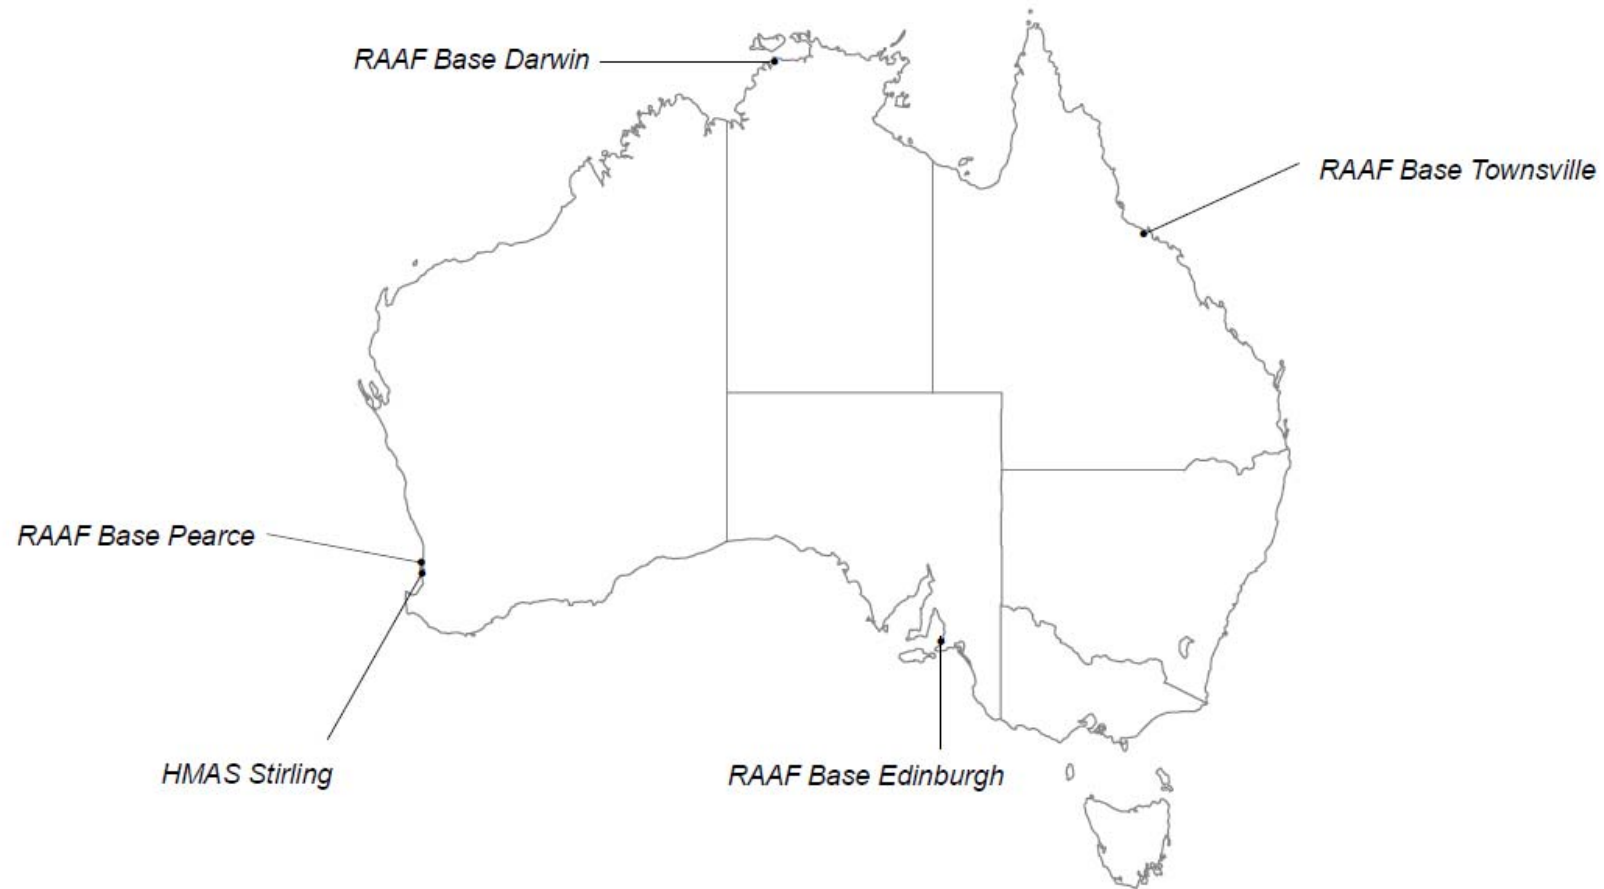 RAAF Base Darwin
RAAF Base Townsville
RAAF Base Pearce
HMAS Stirling
RAAF Base Edinburgh